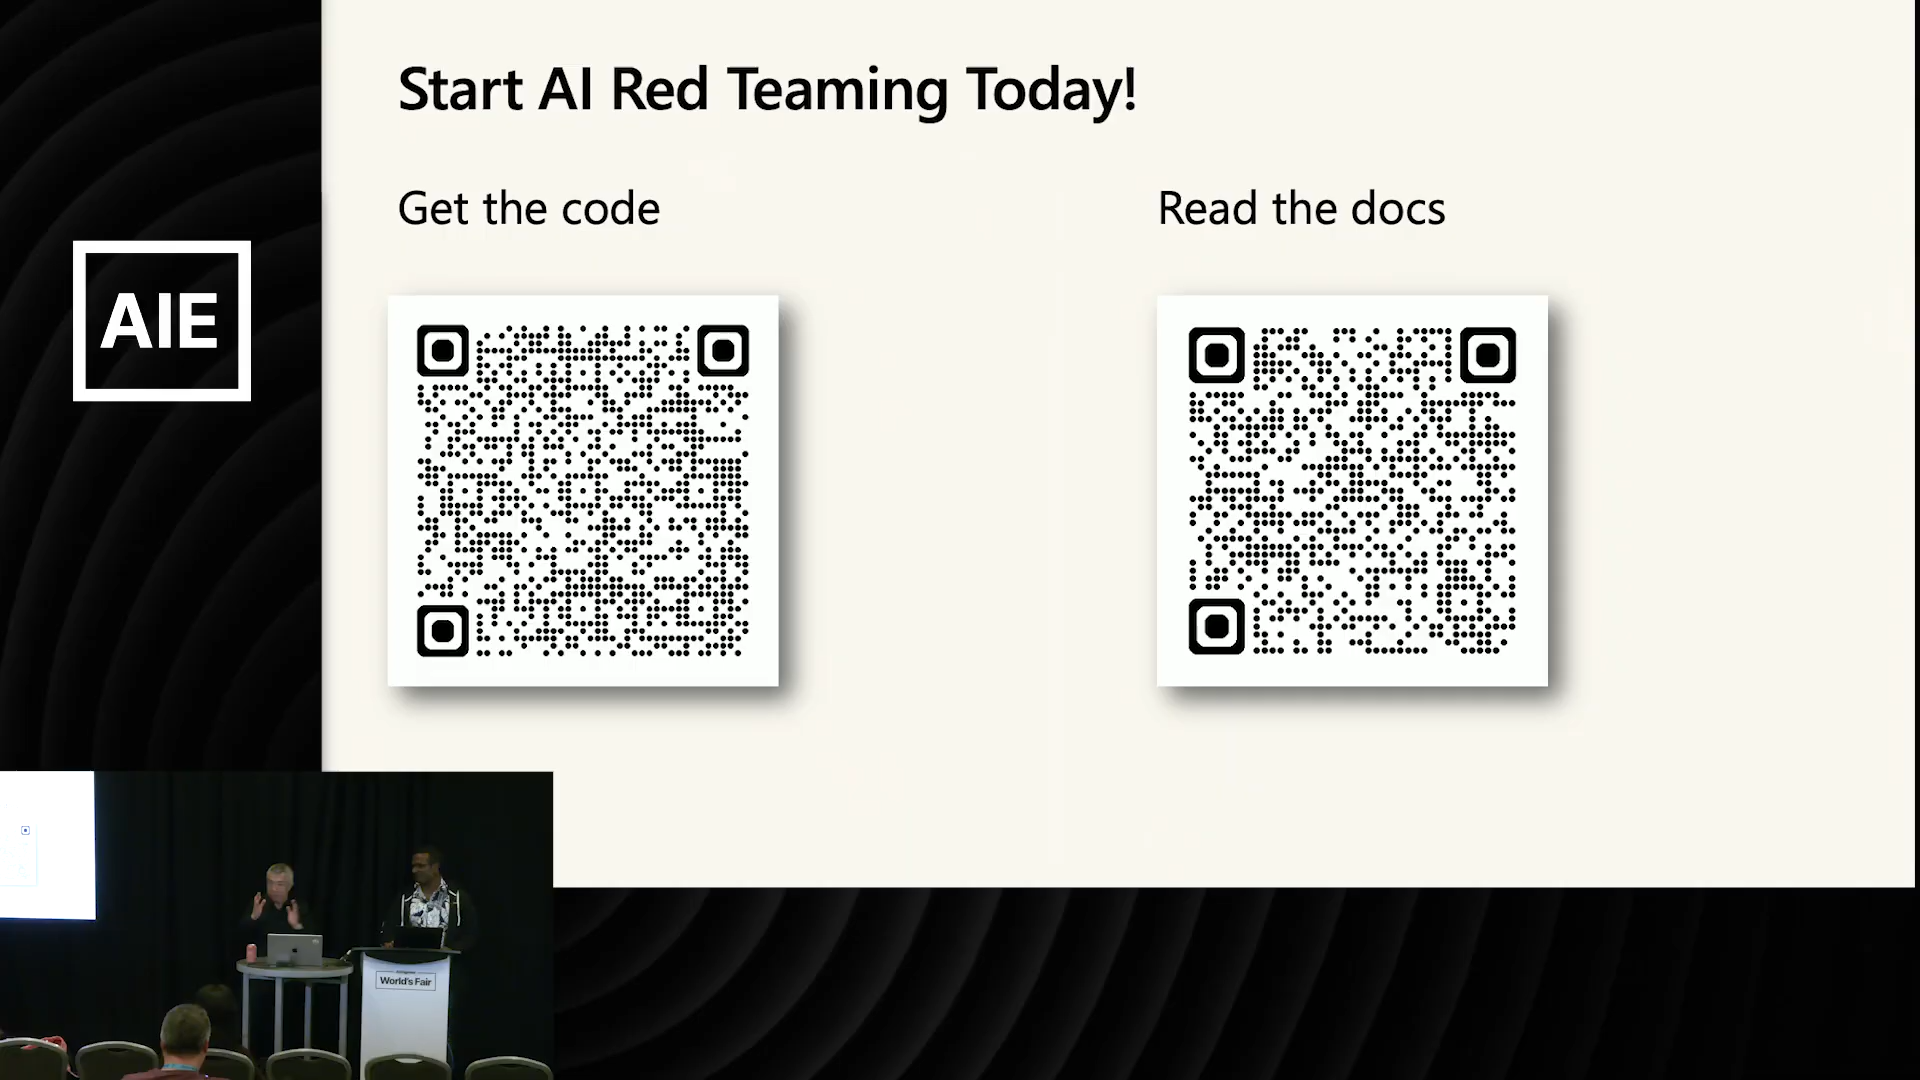 Start AI Red Teaming Today!
Get the code
Read the docs
AIE
World's Fair